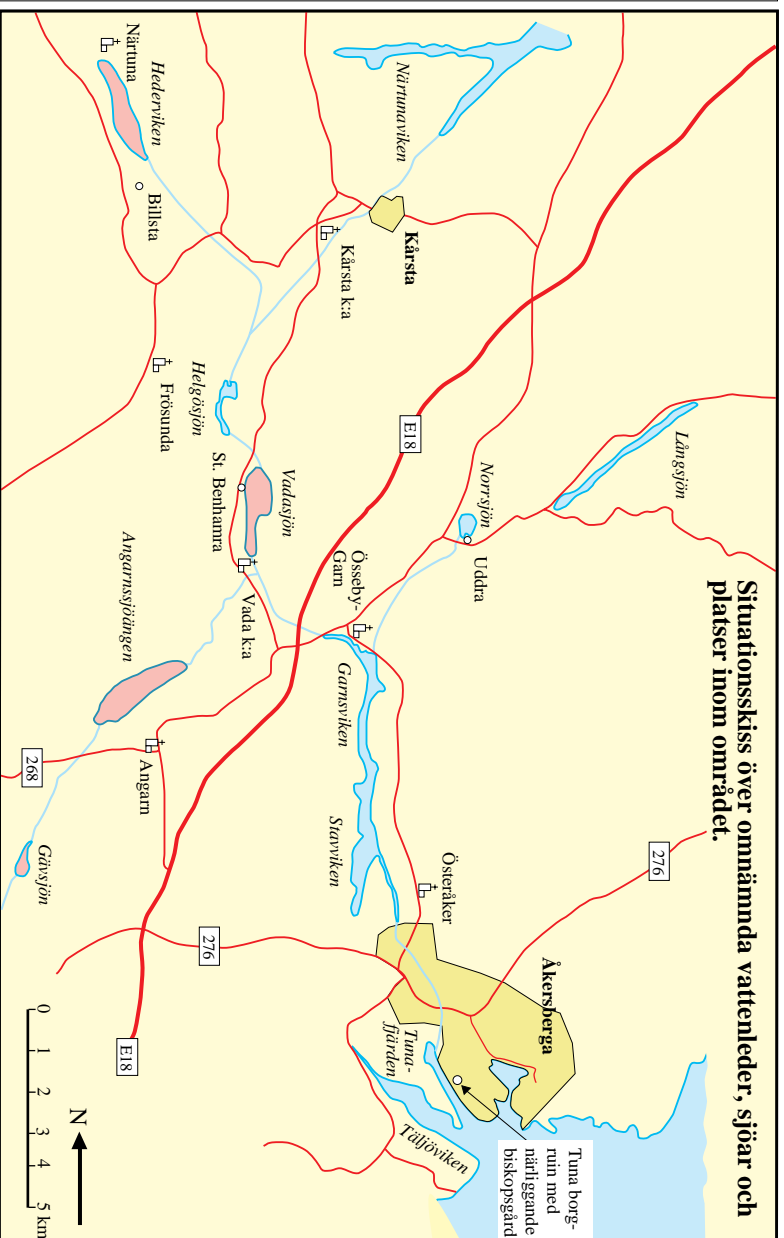 Situationsskiss över omnämnda vattenleder, sjöar och
platser inom området.
Närtuna
Hederviken
Billsta
Närtunaviken
Kårsta
Kårsta k:a
Frösunda
Helgösjön
St. Benhamra
Vadasjön
Vada k:a
Angarnssjöängen
Angarn
268
Gävsjön
E18
Långsjön
Norrsjön
Uddra
Össeby-
Garn
Garnsviken
Stavviken
Österåker
276
276
E18
Åkersberga
Tuna-
fjärden
Täljöviken
Tuna borg-
ruin med
närliggande
biskopsgård
N
0 1 2 3 4 5 km